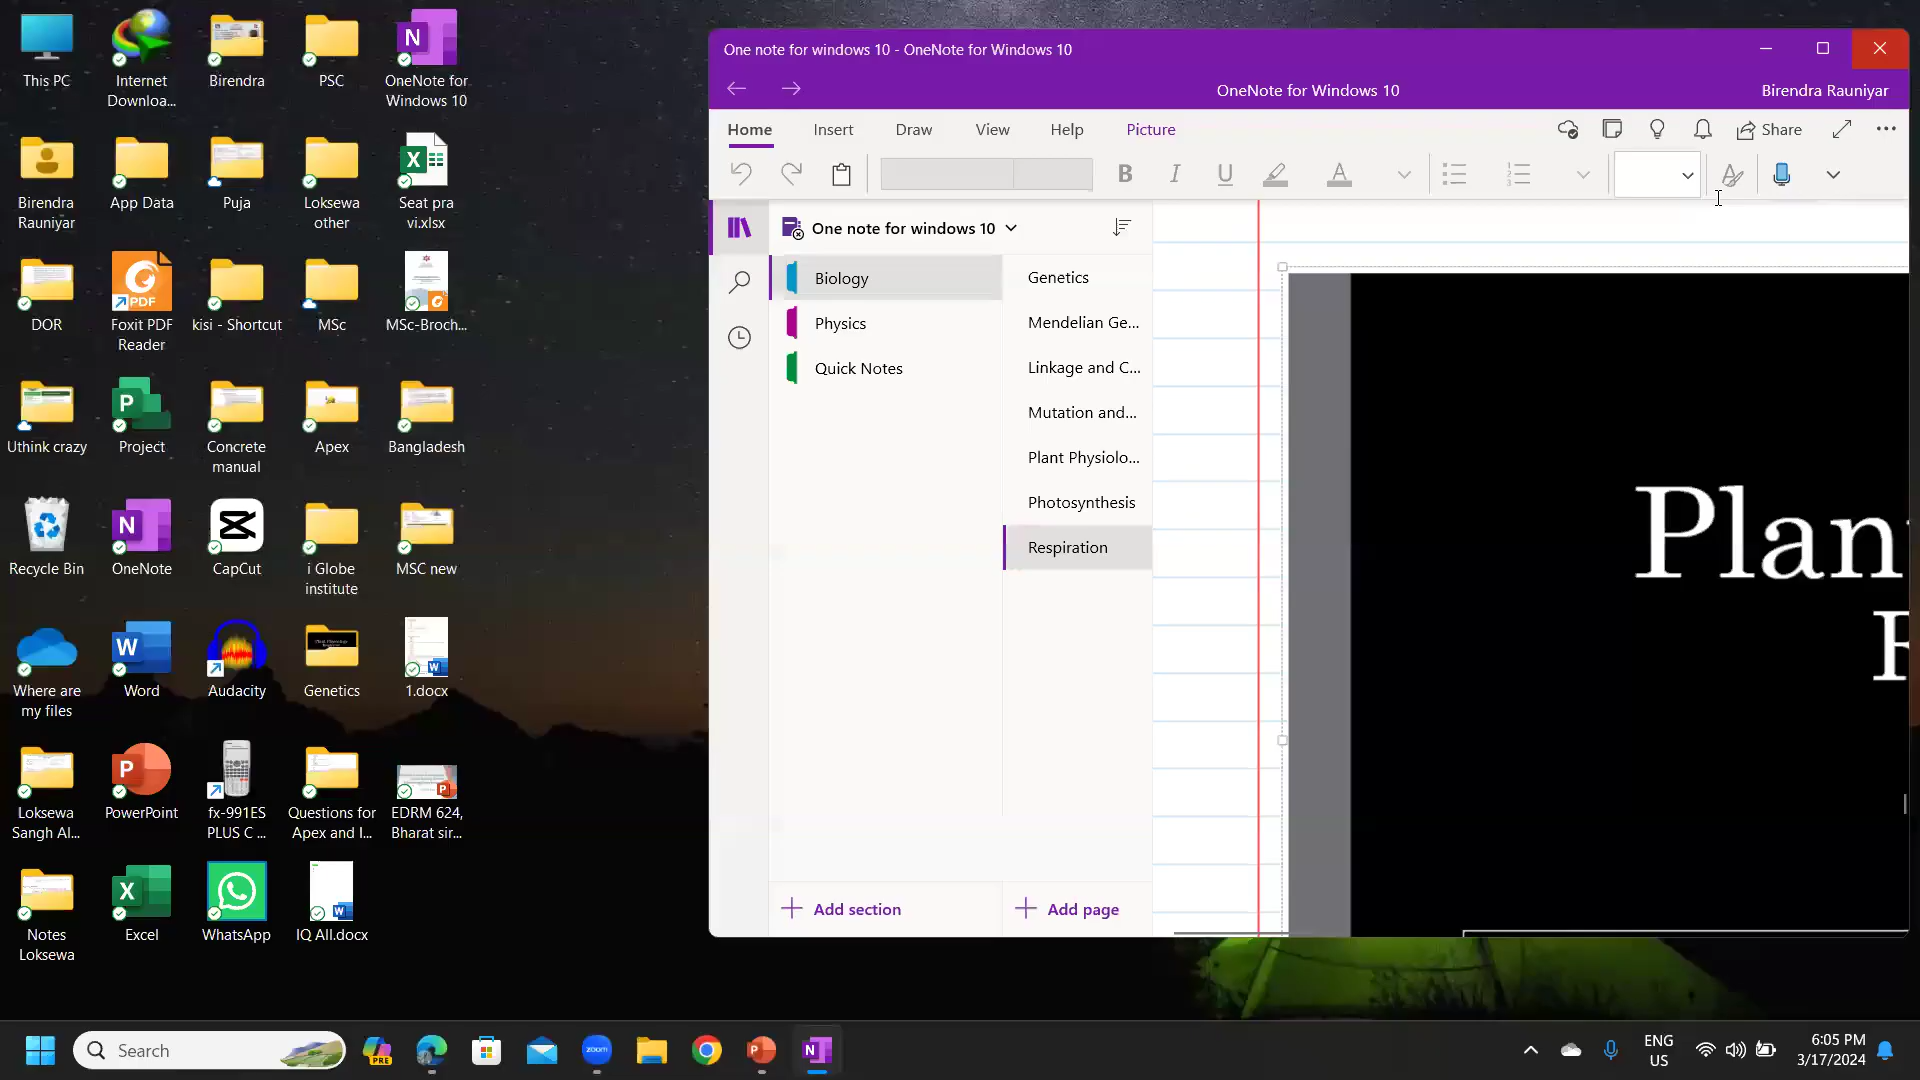 This PC
Internet
Downloa...
Birendra
PSC
OneNote for
Windows 10
Birendra
Rauniyar
App Data
Puja
Loksewa
other
Seat pra
vi.xlsx
DOR
Foxit PDF
Reader
kisi - Shortcut
MSc
MSc-Broch...
Uthink crazy
Project
Concrete
manual
Apex
Bangladesh
Recycle Bin
OneNote
CapCut
i Globe
institute
MSC new
Where are
my files
Word
Audacity
Genetics
1.docx
Loksewa
Sangh Al...
PowerPoint
fx-991ES
PLUS C ...
Questions for
Apex and I...
EDRM 624,
Bharat sir...
Notes
Loksewa
Excel
WhatsApp
IQ All.docx
One note for windows 10 - OneNote for Windows 10
OneNote for Windows 10
Birendra Rauniyar
Home Insert Draw View Help Picture
Share
One note for windows 10
Biology
Physics
Quick Notes
Genetics
Mendelian Ge...
Linkage and C...
Mutation and...
Plant Physiolo...
Photosynthesis
Respiration
Plan
R
Add section
Add page
Search
PRE
zoom
ENG
US
6:05 PM
3/17/2024